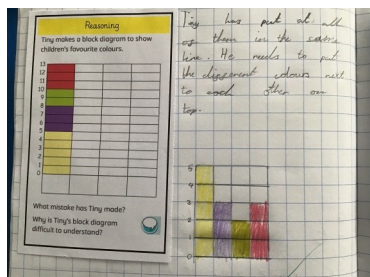 Reasoning
Tiny makes a block diagram to show
children's favourite colours.
13
12
11
10
9
8
7
6
5
4
3
2
1
0
What mistake has Tiny made?
Why is Tiny's block diagram
difficult to understand?
Tiny has put all
of them in the same
line. He needs to put
the different colours next
to other on
top.
5
4
3
2
1
0